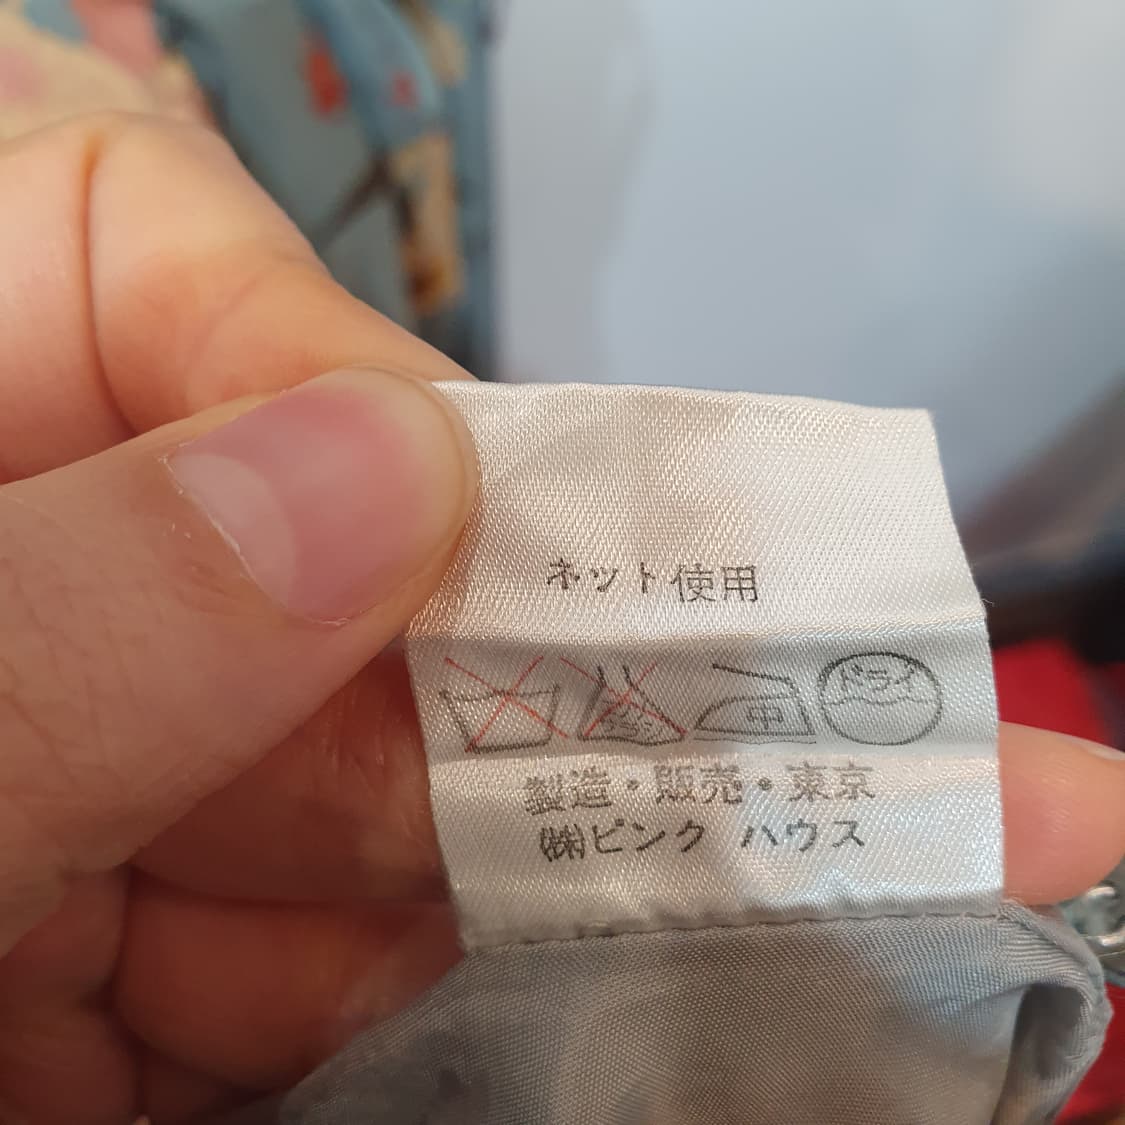 ネット使用
中 ドライ
製造・販売・東京
㈱ピンク ハウス